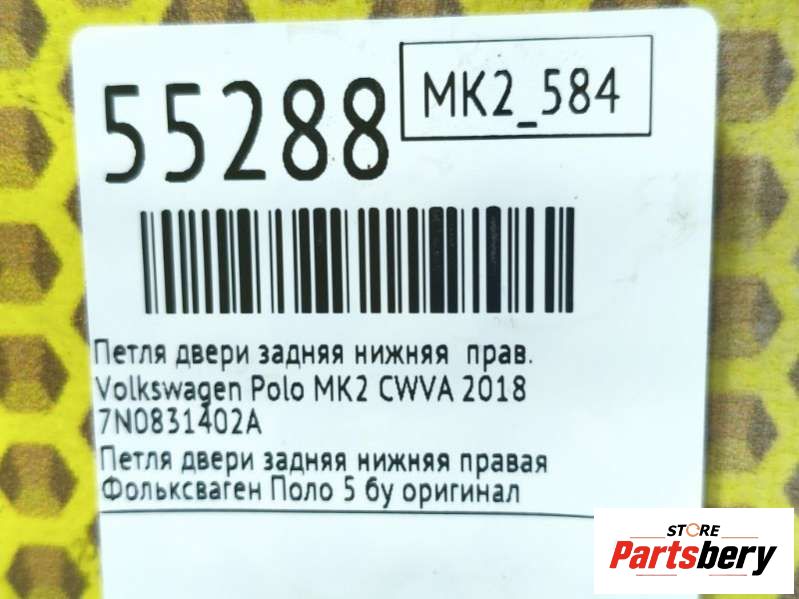 55288
MK2_584
Петля двери задняя нижняя прав.
Volkswagen Polo MK2 CWVA 2018
7N0831402A
Петля двери задняя нижняя правая
Фольксваген Поло 5 бу оригинал
STORE
Partsbery